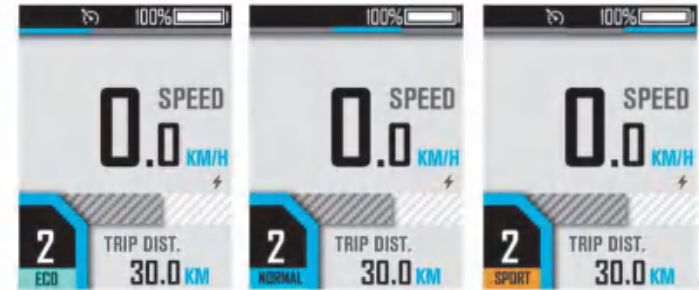 100%
SPEED
0.0 KM/H
2
ECO
TRIP DIST.
30.0 KM
100%
SPEED
0.0 KM/H
2
NORMAL
TRIP DIST.
30.0 KM
100%
SPEED
0.0 KM/H
2
SPORT
TRIP DIST.
30.0 KM